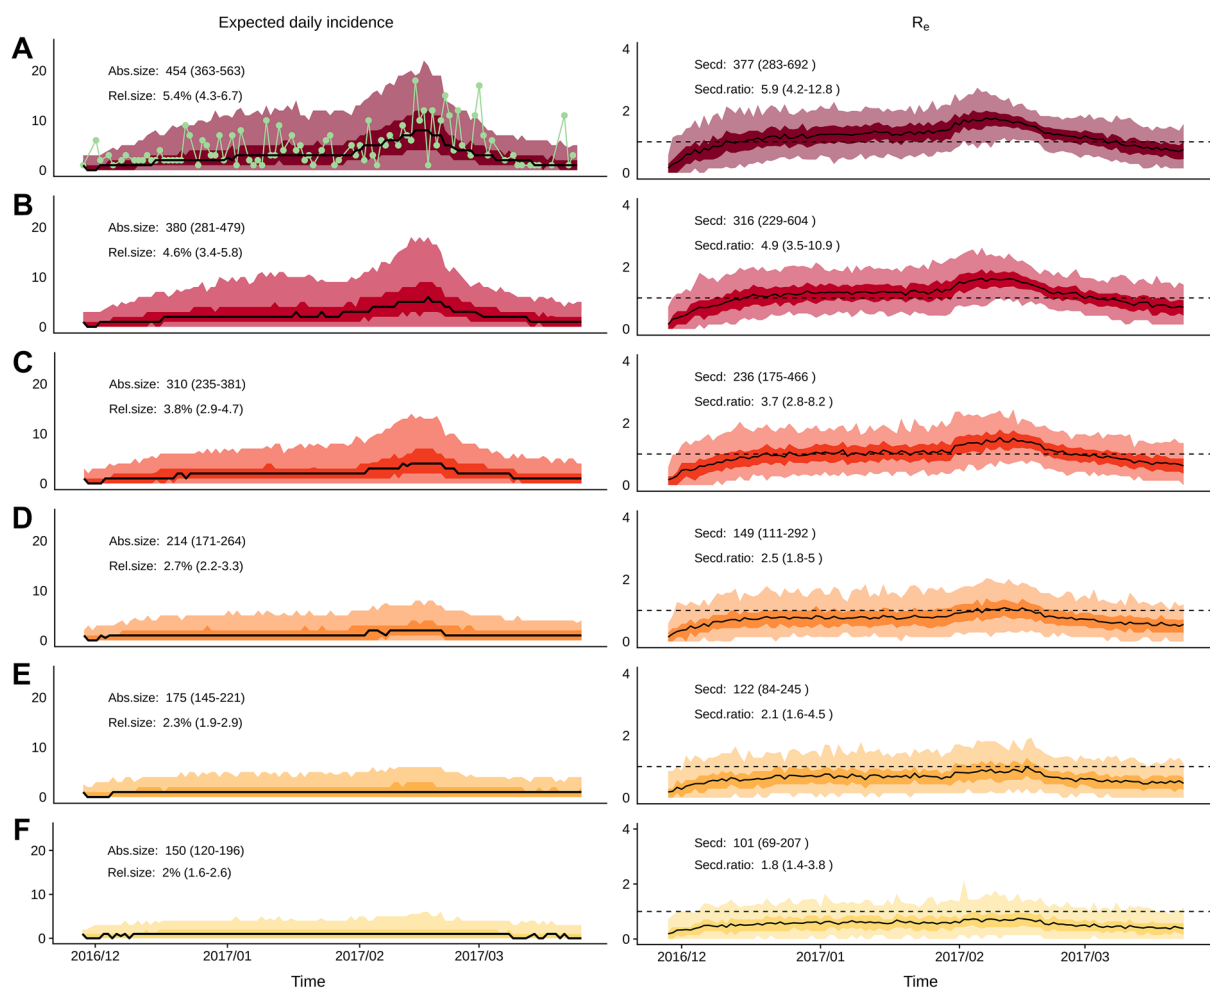 Expected daily incidence
Re
A
Abs.size: 454 (363-563)
Rel.size: 5.4% (4.3-6.7)
20
10
0
Secd: 377 (283-692 )
Secd.ratio: 5.9 (4.2-12.8 )
4
2
0
B
Abs.size: 380 (281-479)
Rel.size: 4.6% (3.4-5.8)
20
10
0
Secd: 316 (229-604 )
Secd.ratio: 4.9 (3.5-10.9 )
4
2
0
C
Abs.size: 310 (235-381)
Rel.size: 3.8% (2.9-4.7)
20
10
0
Secd: 236 (175-466 )
Secd.ratio: 3.7 (2.8-8.2 )
4
2
0
D
Abs.size: 214 (171-264)
Rel.size: 2.7% (2.2-3.3)
20
10
0
Secd: 149 (111-292 )
Secd.ratio: 2.5 (1.8-5 )
4
2
0
E
Abs.size: 175 (145-221)
Rel.size: 2.3% (1.9-2.9)
20
10
0
Secd: 122 (84-245 )
Secd.ratio: 2.1 (1.6-4.5 )
4
2
0
F
Abs.size: 150 (120-196)
Rel.size: 2% (1.6-2.6)
20
10
0
Secd: 101 (69-207 )
Secd.ratio: 1.8 (1.4-3.8 )
4
2
0
2016/12 2017/01 2017/02 2017/03
Time
2016/12 2017/01 2017/02 2017/03
Time